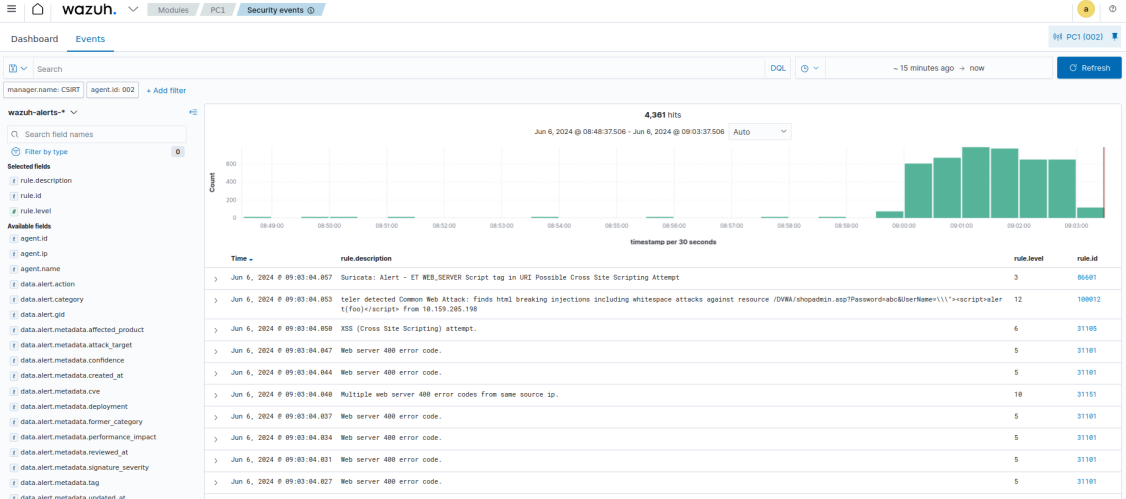 wazuh. Modules PC1 Security events a
Dashboard Events PC1 (002)
Search DQL ~ 15 minutes ago → now Refresh
manager.name: CSIRT agent.id: 002 + Add filter
wazuh-alerts-*
Search field names
Filter by type 0
Selected fields
t rule.description
t rule.id
# rule.level
Available fields
t agent.id
t agent.ip
t agent.name
t data.alert.action
t data.alert.category
t data.alert.gid
t data.alert.metadata.affected_product
t data.alert.metadata.attack_target
t data.alert.metadata.confidence
t data.alert.metadata.created_at
t data.alert.metadata.cve
t data.alert.metadata.deployment
t data.alert.metadata.former_category
t data.alert.metadata.performance_impact
t data.alert.metadata.reviewed_at
t data.alert.metadata.signature_severity
t data.alert.metadata.tag
t data.alert.metadata.updated_at
4,361 hits
Jun 6, 2024 @ 08:48:37.506 - Jun 6, 2024 @ 09:03:37.506 Auto
Count
600
400
200
0
08:49:00 08:50:00 08:51:00 08:52:00 08:53:00 08:54:00 08:55:00 08:56:00 08:57:00 08:58:00 08:59:00 09:00:00 09:01:00 09:02:00 09:03:00
timestamp per 30 seconds
Time rule.description rule.level rule.id
Jun 6, 2024 @ 09:03:04.057 Suricata: Alert - ET WEB_SERVER Script tag in URI Possible Cross Site Scripting Attempt 3 86601
Jun 6, 2024 @ 09:03:04.053 teler detected Common Web Attack: finds html breaking injections including whitespace attacks against resource /DVWA/shopadmin.asp?Password=abc&UserName=\\\"><script>aler 12 100012
t(foo)</script> from 10.159.205.198
Jun 6, 2024 @ 09:03:04.050 XSS (Cross Site Scripting) attempt. 6 31105
Jun 6, 2024 @ 09:03:04.047 Web server 400 error code. 5 31101
Jun 6, 2024 @ 09:03:04.044 Web server 400 error code. 5 31101
Jun 6, 2024 @ 09:03:04.040 Multiple web server 400 error codes from same source ip. 10 31151
Jun 6, 2024 @ 09:03:04.037 Web server 400 error code. 5 31101
Jun 6, 2024 @ 09:03:04.034 Web server 400 error code. 5 31101
Jun 6, 2024 @ 09:03:04.031 Web server 400 error code. 5 31101
Jun 6, 2024 @ 09:03:04.027 Web server 400 error code. 5 31101